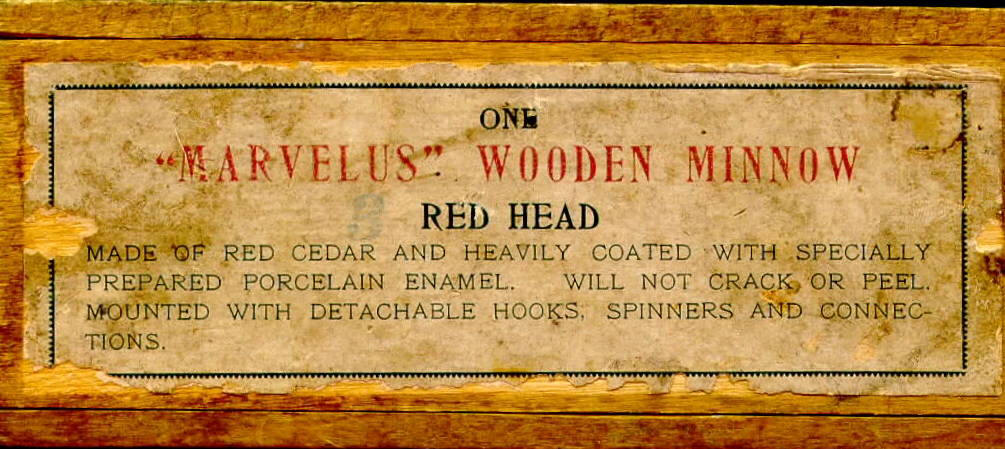 ONE
"MARVELUS" WOODEN MINNOW
RED HEAD
MADE OF RED CEDAR AND HEAVILY COATED WITH SPECIALLY
PREPARED PORCELAIN ENAMEL. WILL NOT CRACK OR PEEL.
MOUNTED WITH DETACHABLE HOOKS, SPINNERS AND CONNEC-
TIONS.